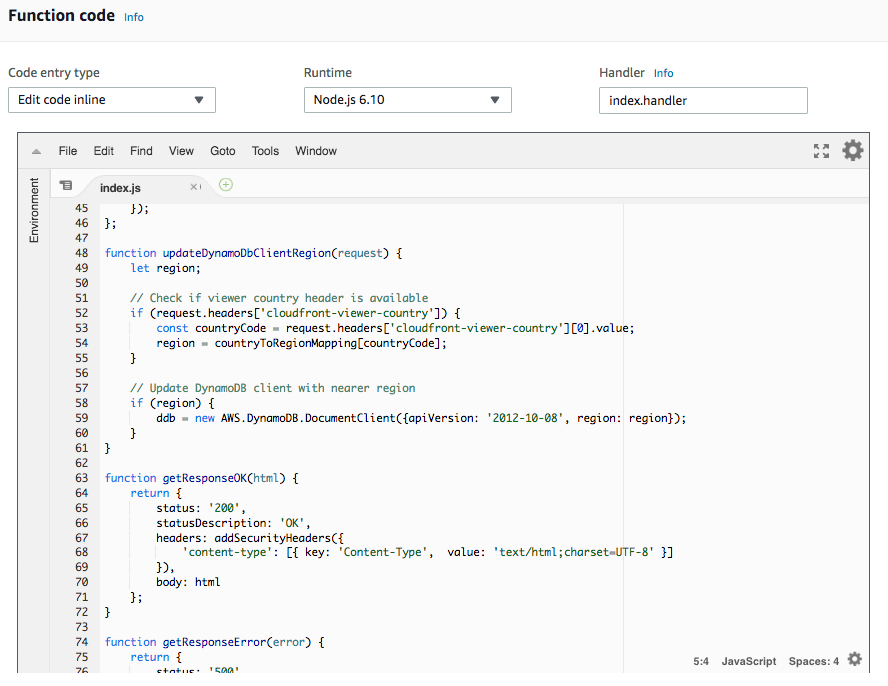 Function code Info
Code entry type Runtime Handler Info
Edit code inline Node.js 6.10 index.handler
File Edit Find View Goto Tools Window
Environment
index.js
45     });
46 };
47
48 function updateDynamoDbClientRegion(request) {
49     let region;
50
51     // Check if viewer country header is available
52     if (request.headers['cloudfront-viewer-country']) {
53         const countryCode = request.headers['cloudfront-viewer-country'][0].value;
54         region = countryToRegionMapping[countryCode];
55     }
56
57     // Update DynamoDB client with nearer region
58     if (region) {
59         ddb = new AWS.DynamoDB.DocumentClient({apiVersion: '2012-10-08', region: region});
60     }
61 }
62
63 function getResponseOK(html) {
64     return {
65         status: '200',
66         statusDescription: 'OK',
67         headers: addSecurityHeaders({
68             'content-type': [{ key: 'Content-Type',  value: 'text/html;charset=UTF-8' }]
69         }),
70         body: html
71     };
72 }
73
74 function getResponseError(error) {
75     return {
76         status: '500',
5:4 JavaScript Spaces: 4